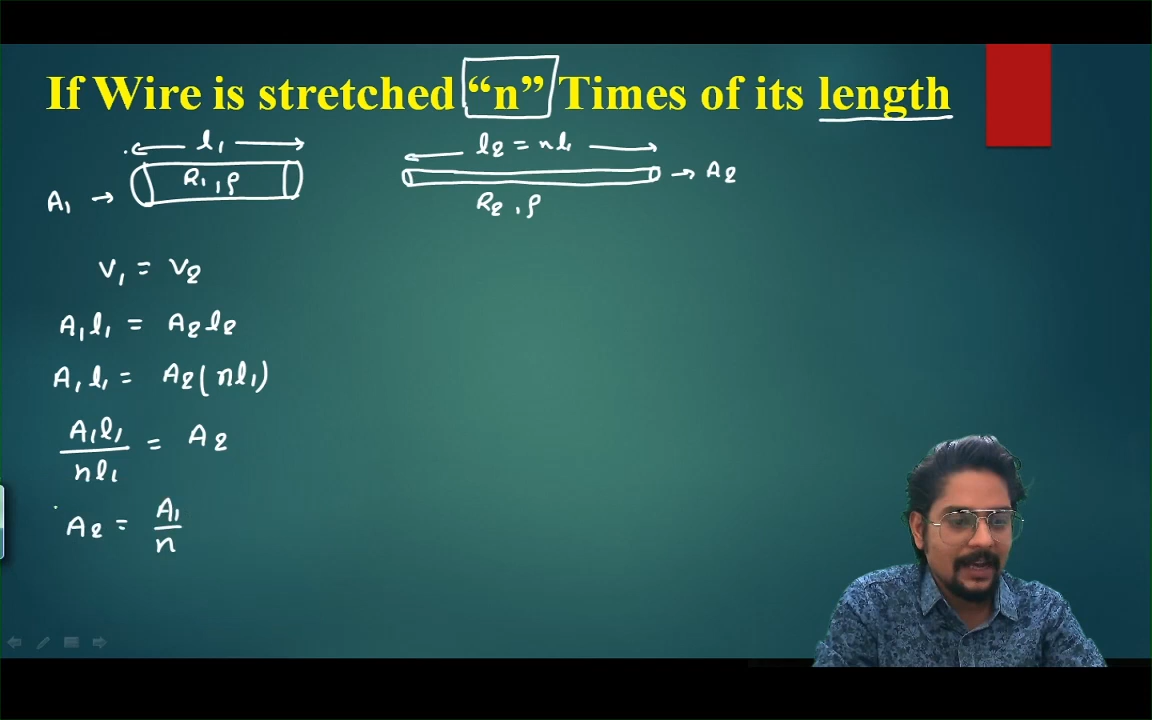 If Wire is stretched “n” Times of its length
l₁
l₂ = nl₁
A₁ → R₁, ρ
→ A₂
R₂, ρ
V₁ = V₂
A₁l₁ = A₂l₂
A₁l₁ = A₂(nl₁)
A₁l₁/nl₁ = A₂
A₂ = A₁/n